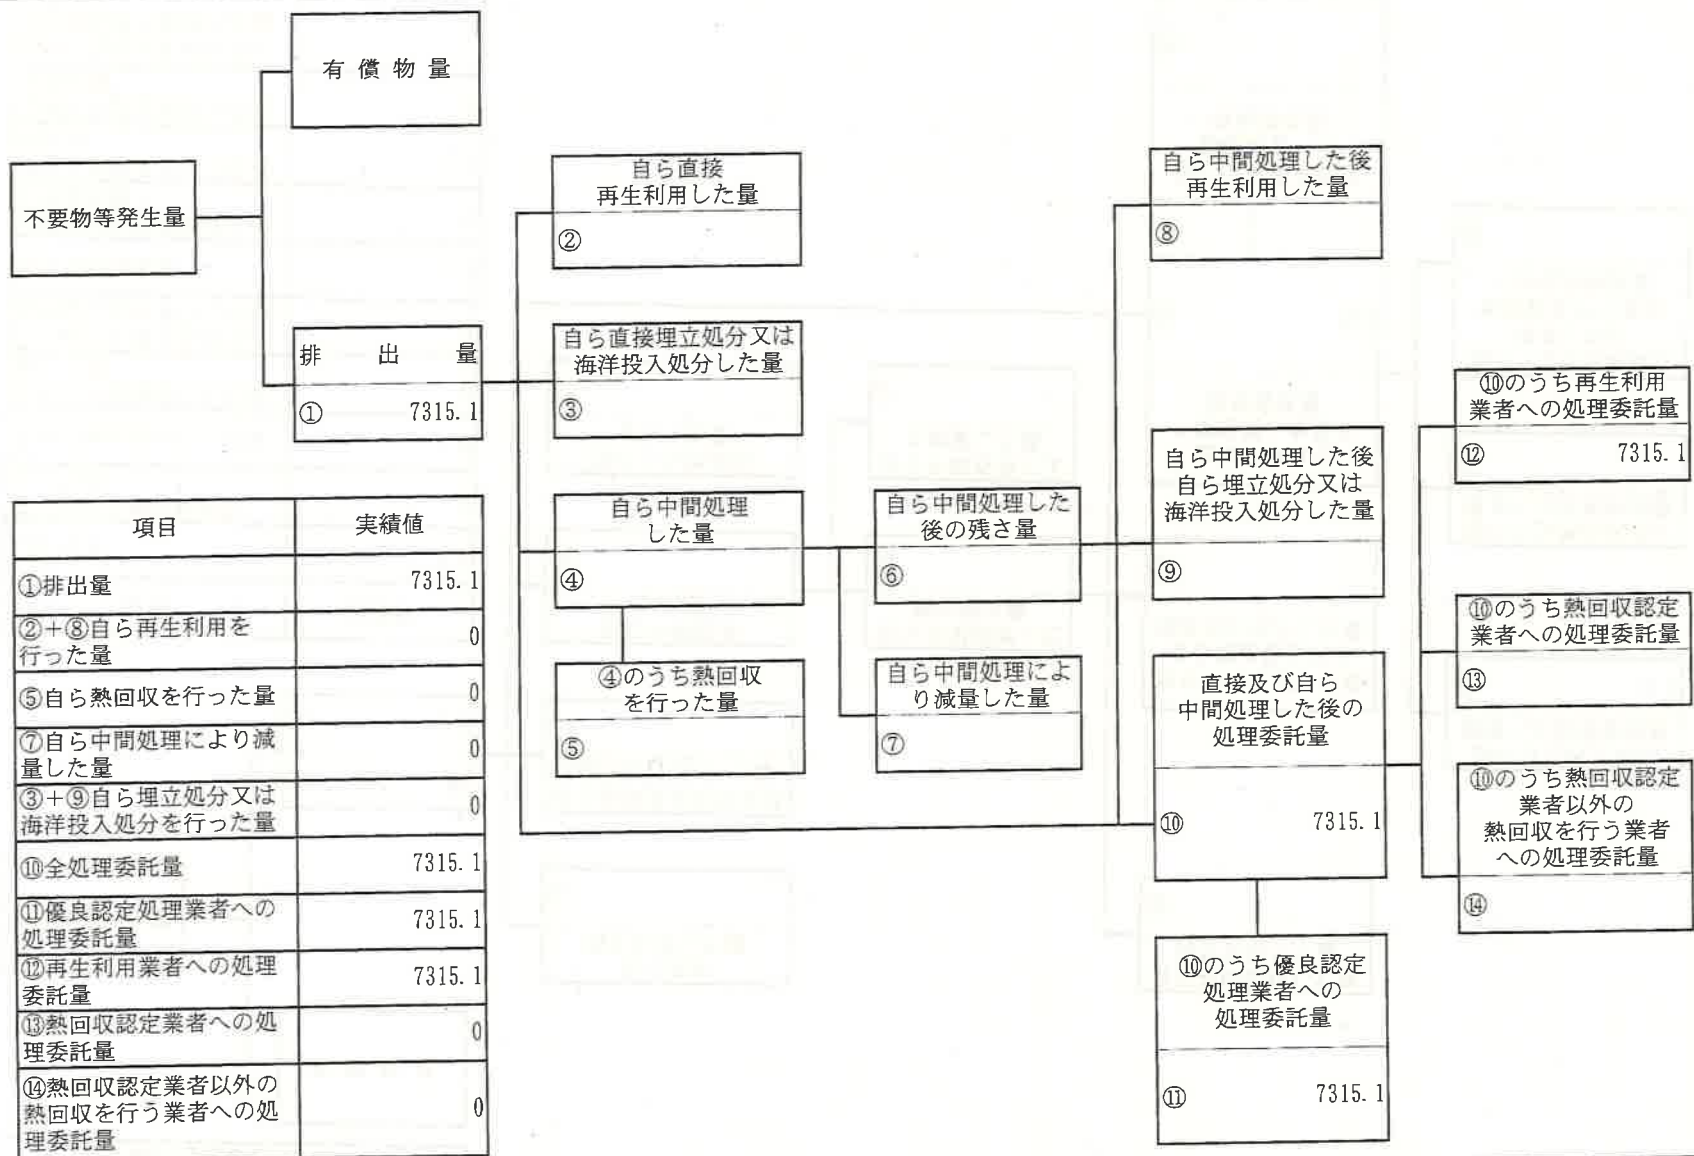 有償物量
不要物等発生量
排出量
① 7315.1
自ら直接
再生利用した量
②
自ら直接埋立処分又は
海洋投入処分した量
③
自ら中間処理
した量
④
④のうち熱回収
を行った量
⑤
自ら中間処理した
後の残さ量
⑥
自ら中間処理によ
り減量した量
⑦
自ら中間処理した後
再生利用した量
⑧
自ら中間処理した後
自ら埋立処分又は
海洋投入処分した量
⑨
直接及び自ら
中間処理した後の
処理委託量
⑩ 7315.1
⑩のうち優良認定
処理業者への
処理委託量
⑪ 7315.1
⑩のうち再生利用
業者への処理委託量
⑫ 7315.1
⑩のうち熱回収認定
業者への処理委託量
⑬
⑩のうち熱回収認定
業者以外の
熱回収を行う業者
への処理委託量
⑭
項目 実績値
①排出量 7315.1
②+⑧自ら再生利用を
行った量 0
⑤自ら熱回収を行った量 0
⑦自ら中間処理により減
量した量 0
③+⑨自ら埋立処分又は
海洋投入処分を行った量 0
⑩全処理委託量 7315.1
⑪優良認定処理業者への
処理委託量 7315.1
⑫再生利用業者への処理
委託量 7315.1
⑬熱回収認定業者への処
理委託量 0
⑭熱回収認定業者以外の
熱回収を行う業者への処
理委託量 0